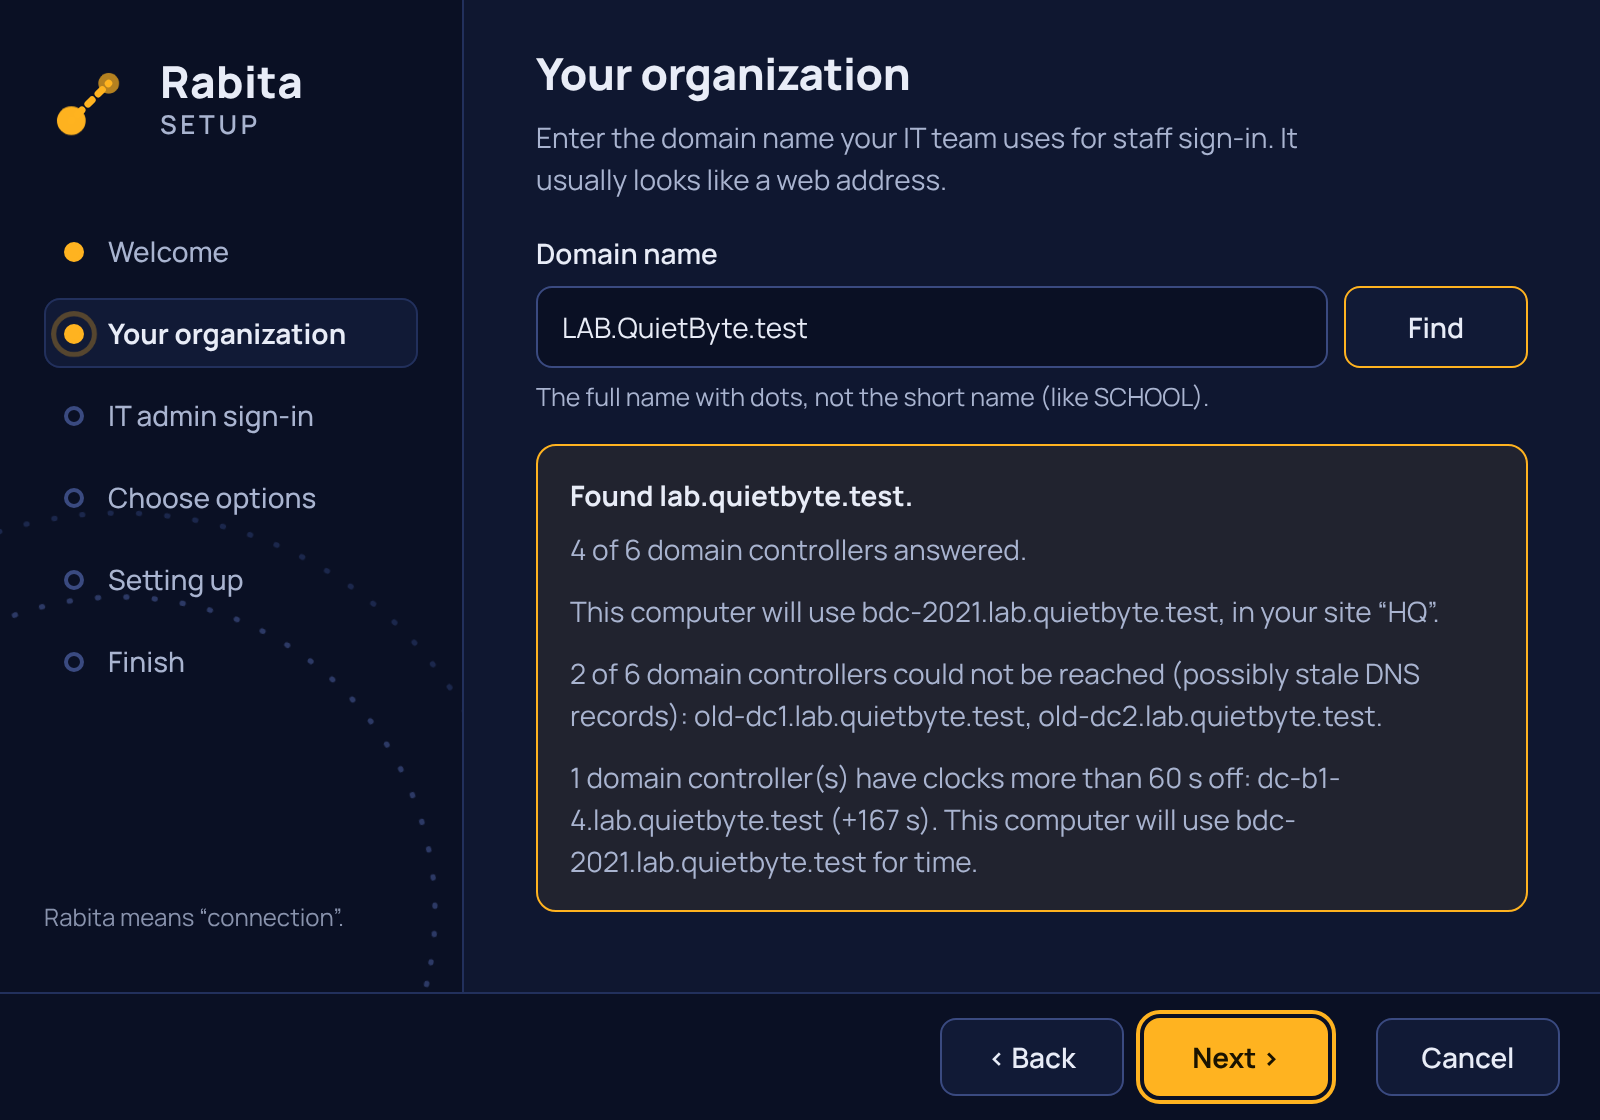 Rabita
SETUP
Welcome
Your organization
IT admin sign-in
Choose options
Setting up
Finish
Rabita means “connection”.
Your organization
Enter the domain name your IT team uses for staff sign-in. It
usually looks like a web address.
Domain name
LAB.QuietByte.test
Find
The full name with dots, not the short name (like SCHOOL).
Found lab.quietbyte.test.
4 of 6 domain controllers answered.
This computer will use bdc-2021.lab.quietbyte.test, in your site “HQ”.
2 of 6 domain controllers could not be reached (possibly stale DNS
records): old-dc1.lab.quietbyte.test, old-dc2.lab.quietbyte.test.
1 domain controller(s) have clocks more than 60 s off: dc-b1-
4.lab.quietbyte.test (+167 s). This computer will use bdc-
2021.lab.quietbyte.test for time.
‹ Back
Next ›
Cancel